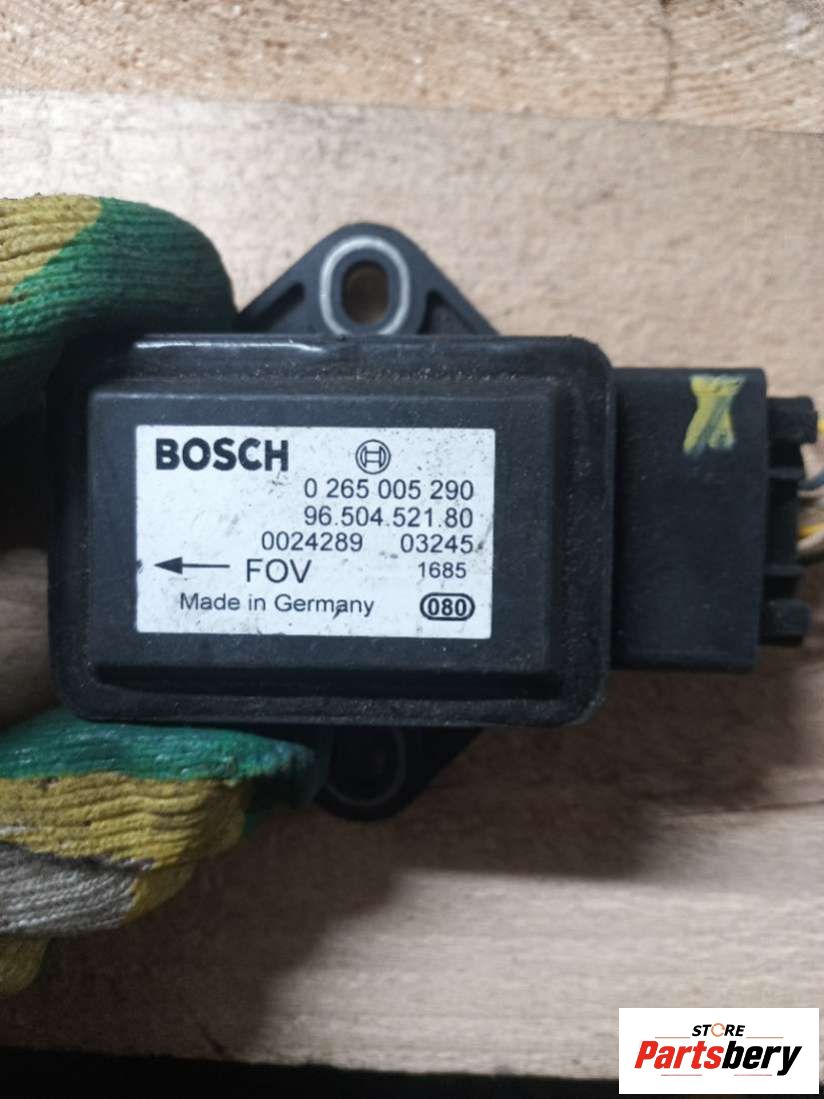 BOSCH
0 265 005 290
96.504.521.80
0024289 03245
FOV 1685
Made in Germany 080
X
STORE
Partsbery